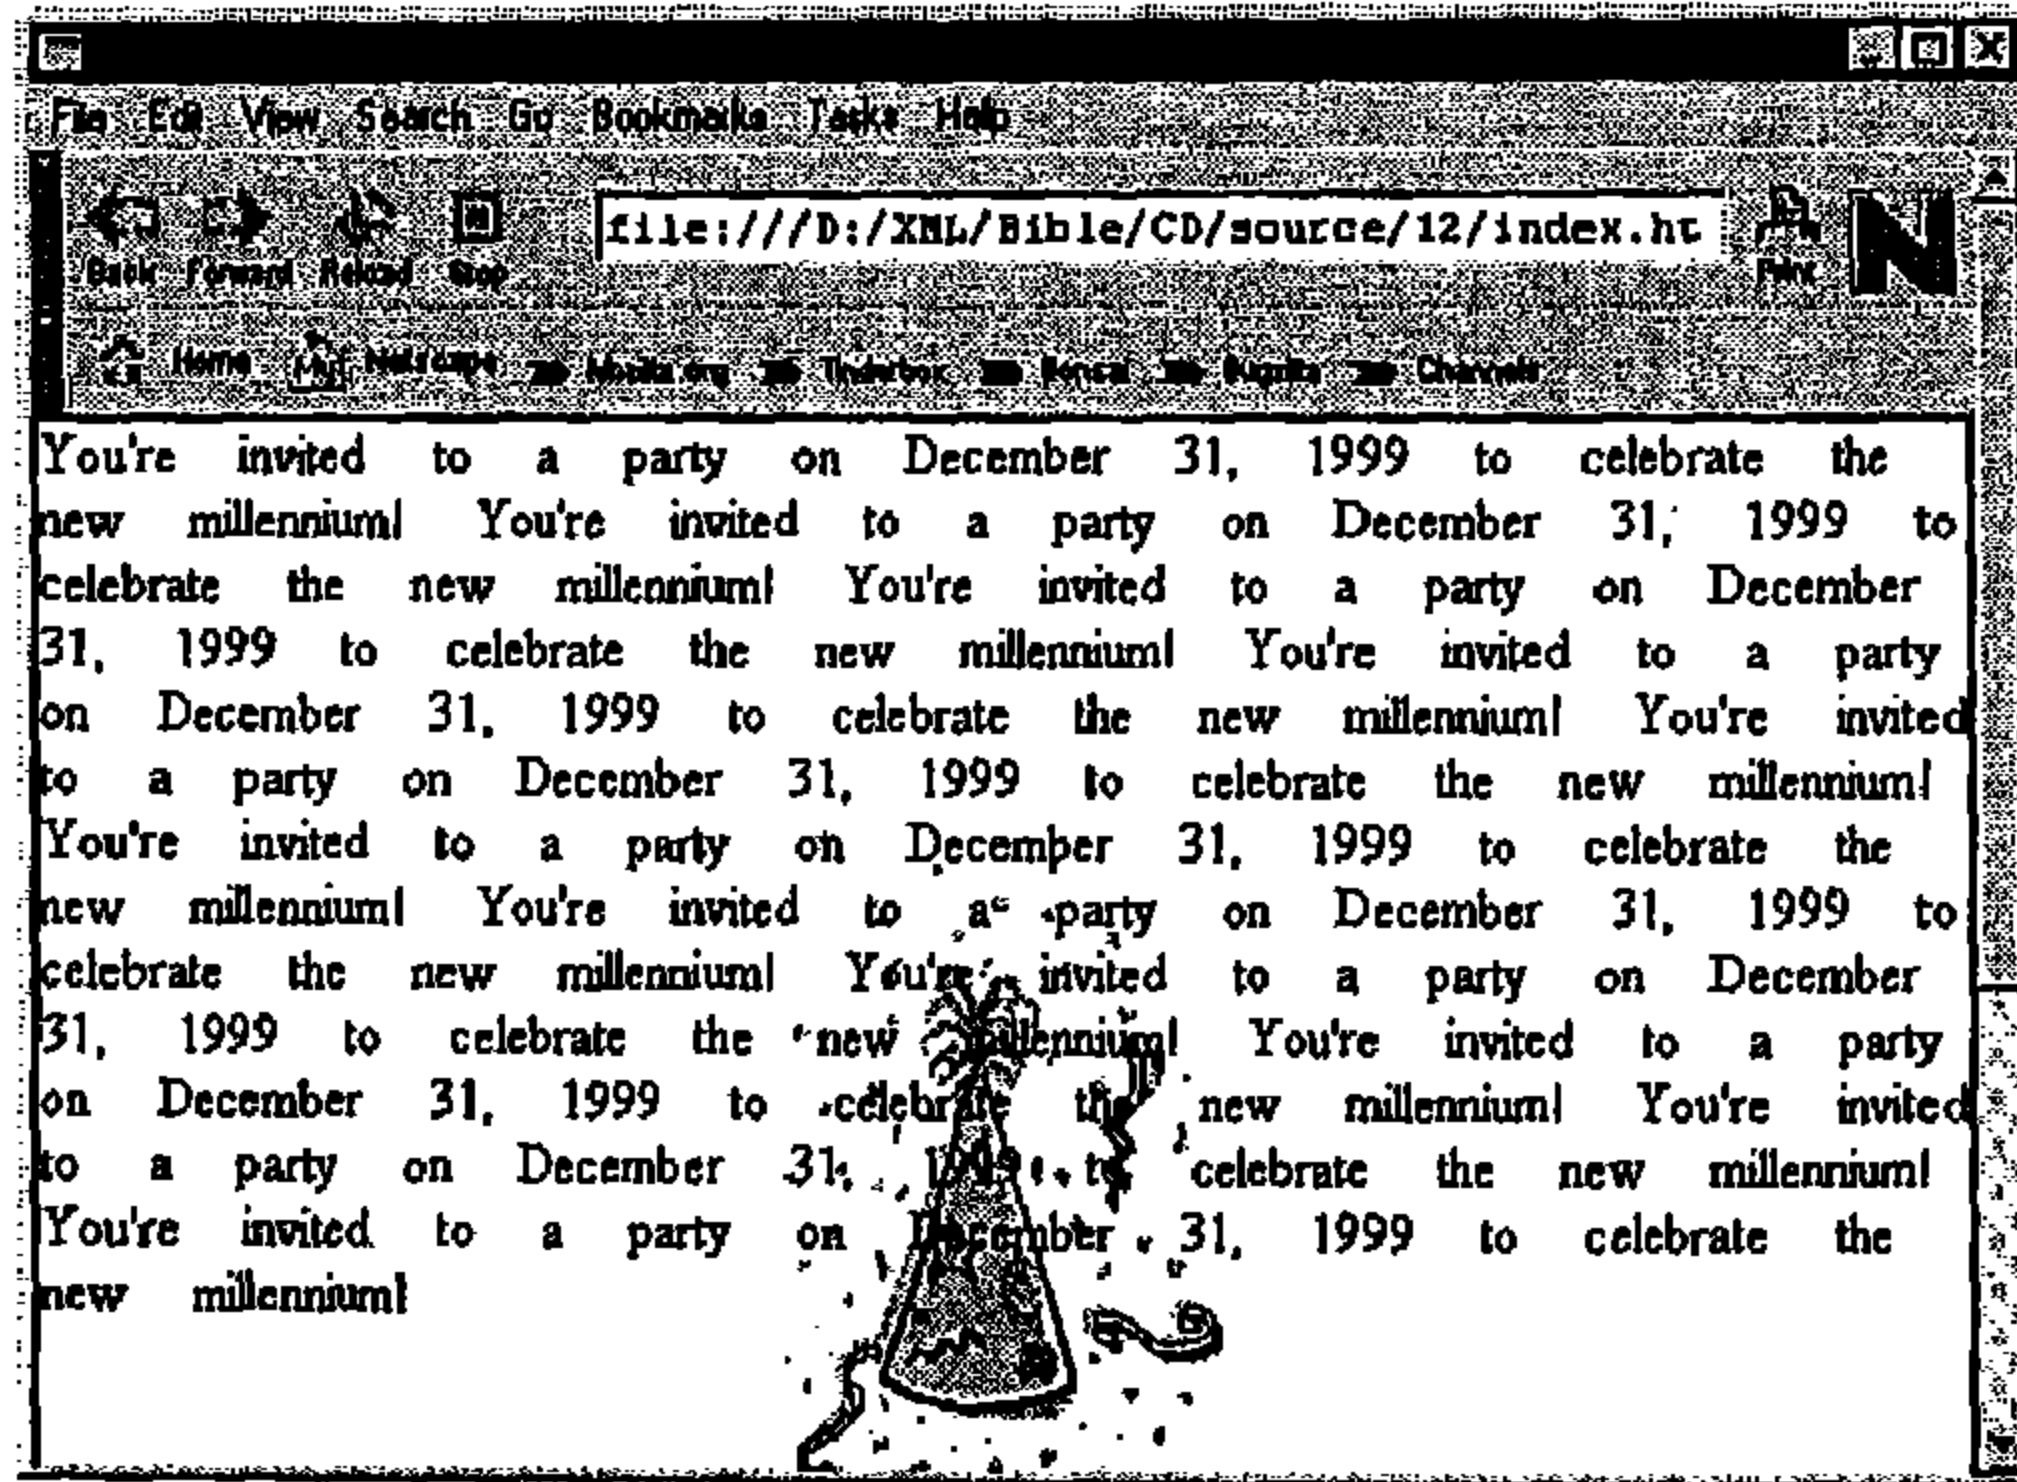 File Edit View Search Go Bookmarks Tasks Help
file:///D:/XML/Bible/CD/source/12/index.ht
Print
N
Back Forward Reload Stop
Home My Netscape Mozilla.org Tinderbox Bonsai Bugzilla Channels
You're invited to a party on December 31, 1999 to celebrate the
new millennium! You're invited to a party on December 31, 1999 to
celebrate the new millennium! You're invited to a party on December
31, 1999 to celebrate the new millennium! You're invited to a party
on December 31, 1999 to celebrate the new millennium! You're invited
to a party on December 31, 1999 to celebrate the new millennium!
You're invited to a party on December 31, 1999 to celebrate the
new millennium! You're invited to a party on December 31, 1999 to
celebrate the new millennium! You're invited to a party on December
31, 1999 to celebrate the new millennium! You're invited to a party
on December 31, 1999 to celebrate the new millennium! You're invited
to a party on December 31, 1999 to celebrate the new millennium!
You're invited to a party on December 31, 1999 to celebrate the
new millennium!